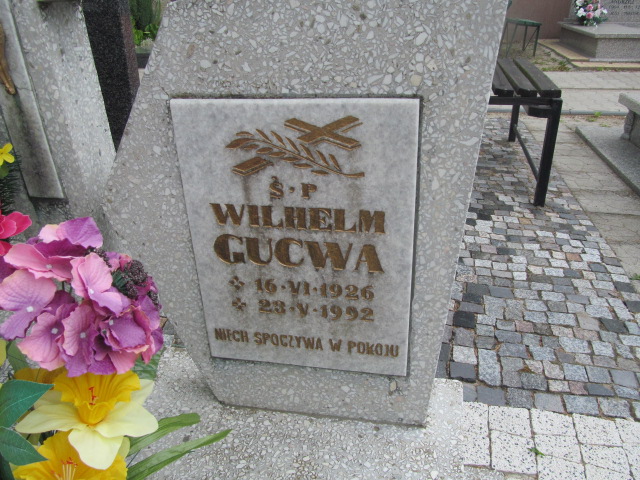 Ś.P
WILHELM
GUCWA
16·VI·1926
23·V·1992
NIECH SPOCZYWA W POKOJU